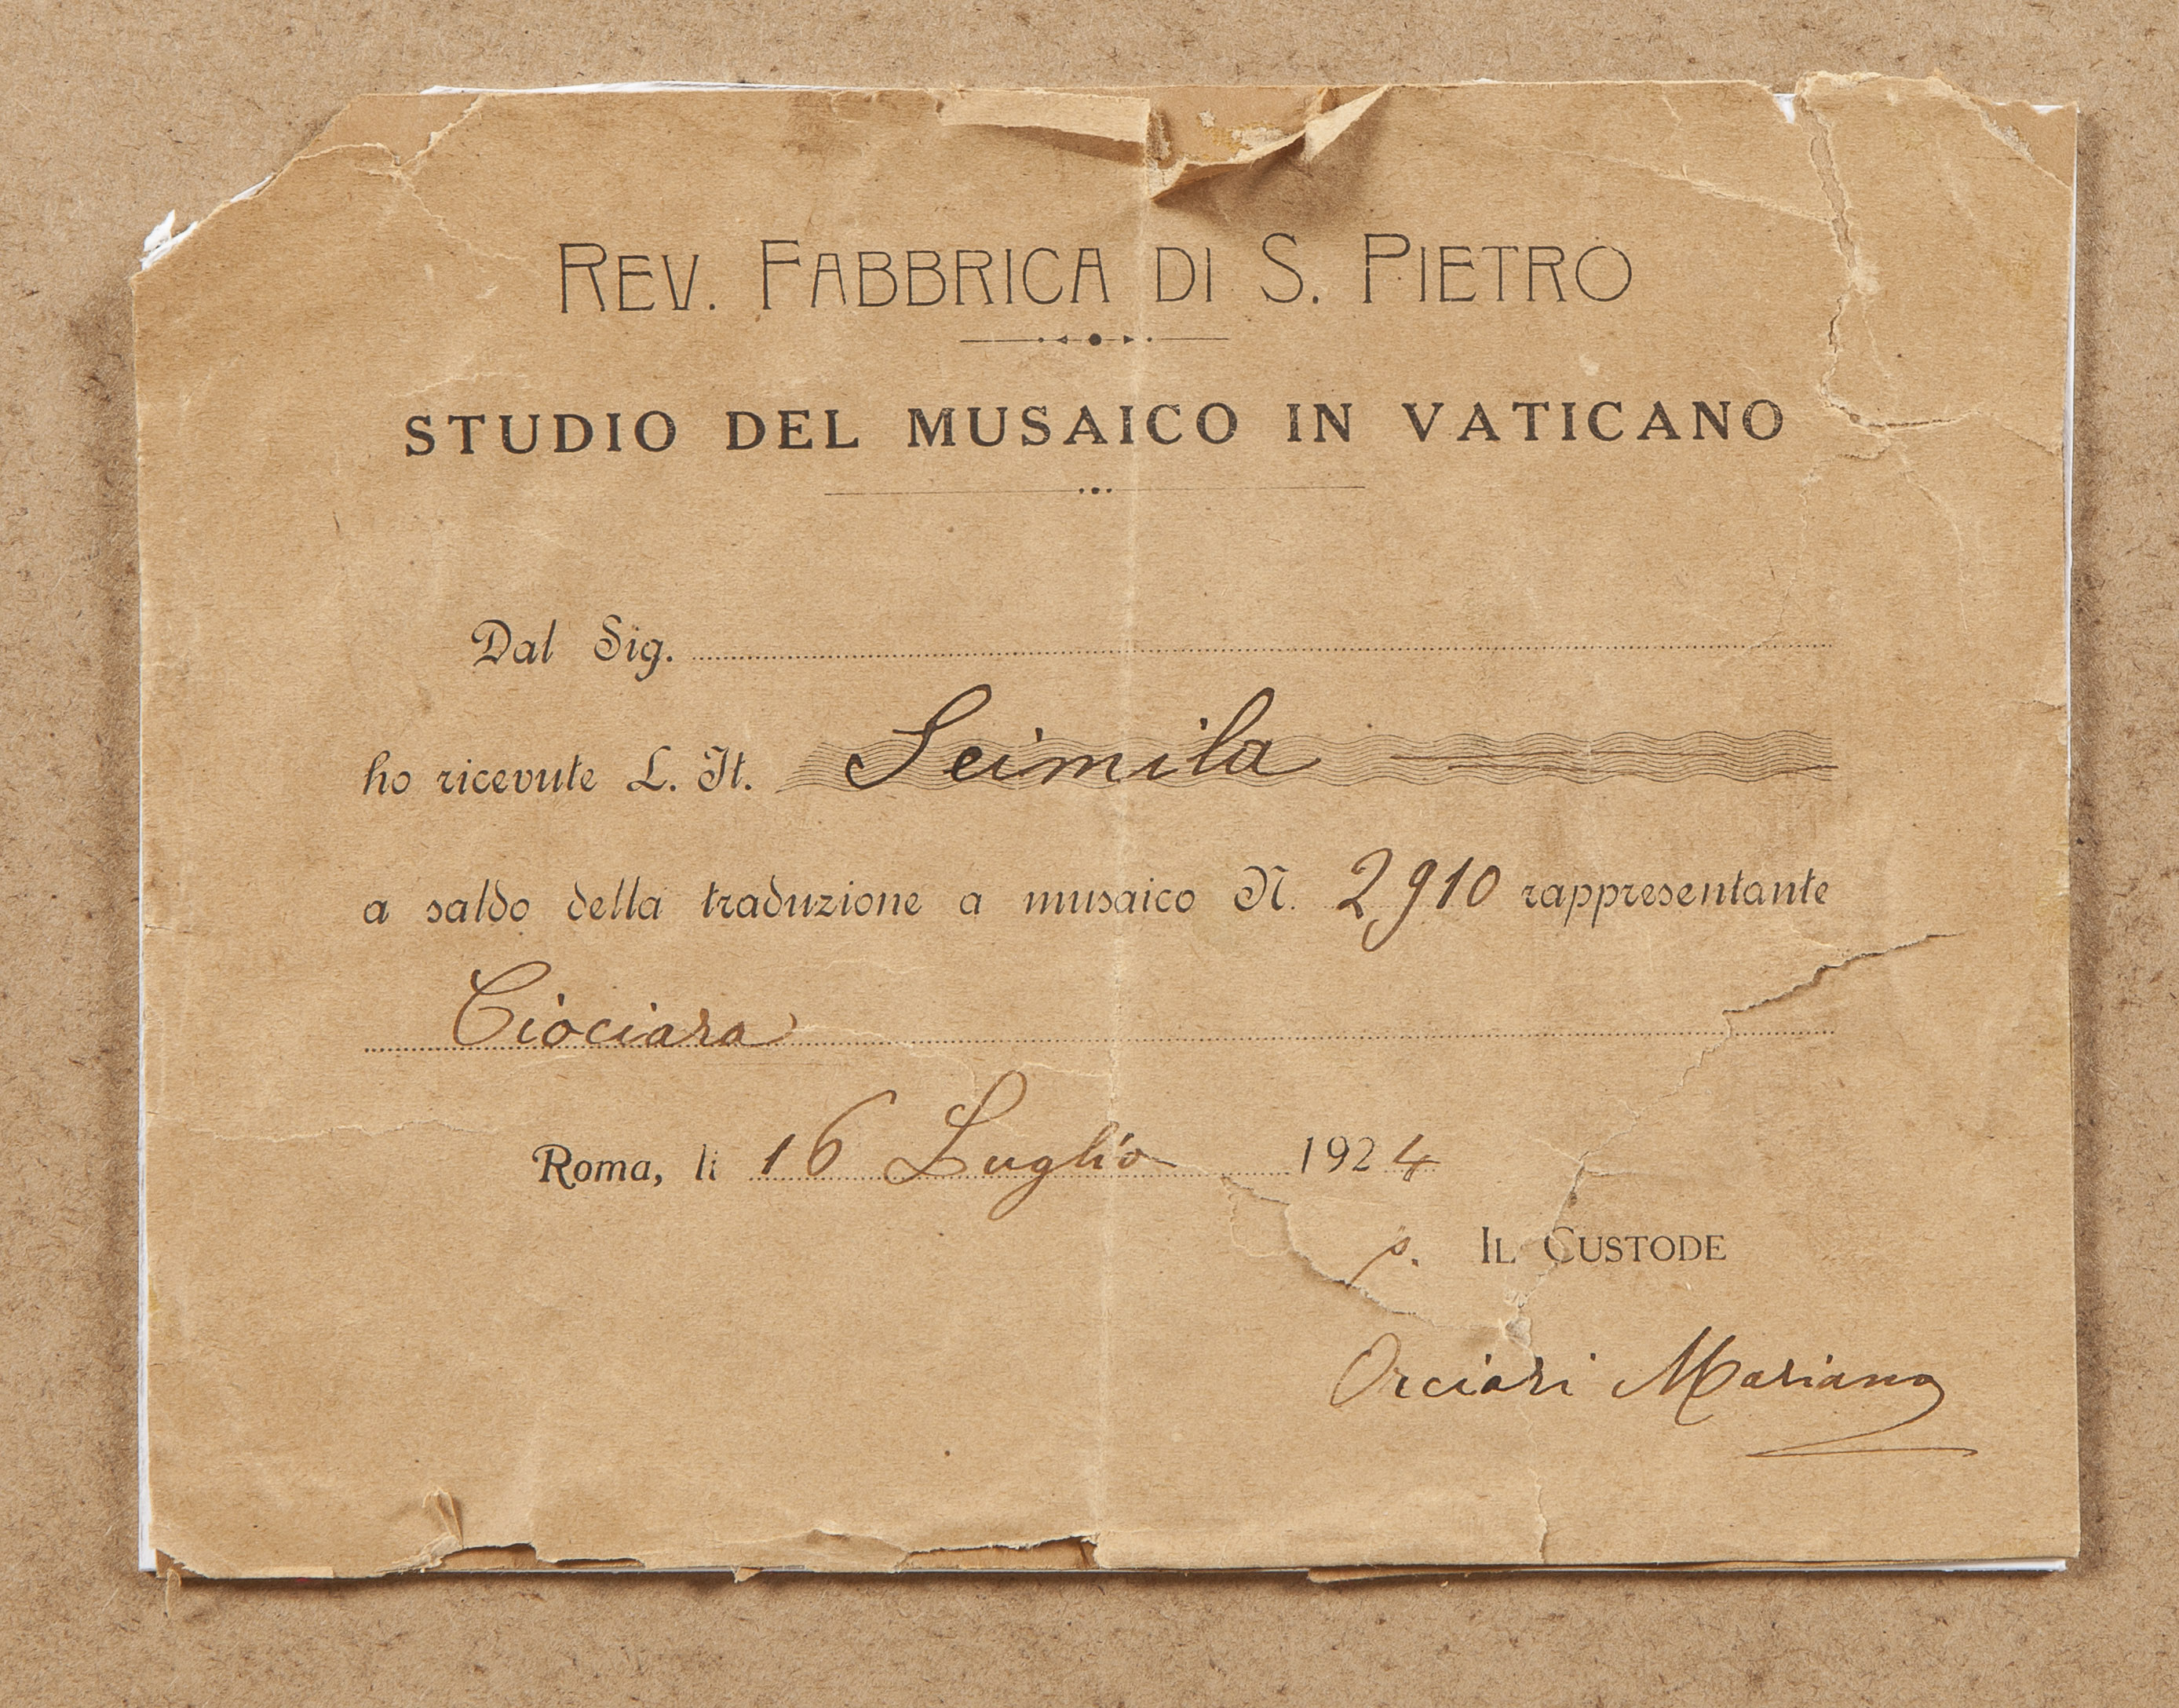 REV. FABBRICA DI S. PIETRO
STUDIO DEL MUSAICO IN VATICANO
Dal Sig.
ho ricevute L. It. Seimila
a saldo della traduzione a musaico N. 2910 rappresentante
Ciociara
Roma, li 16 Luglio 1924
p. IL CUSTODE
Orciari Mariano